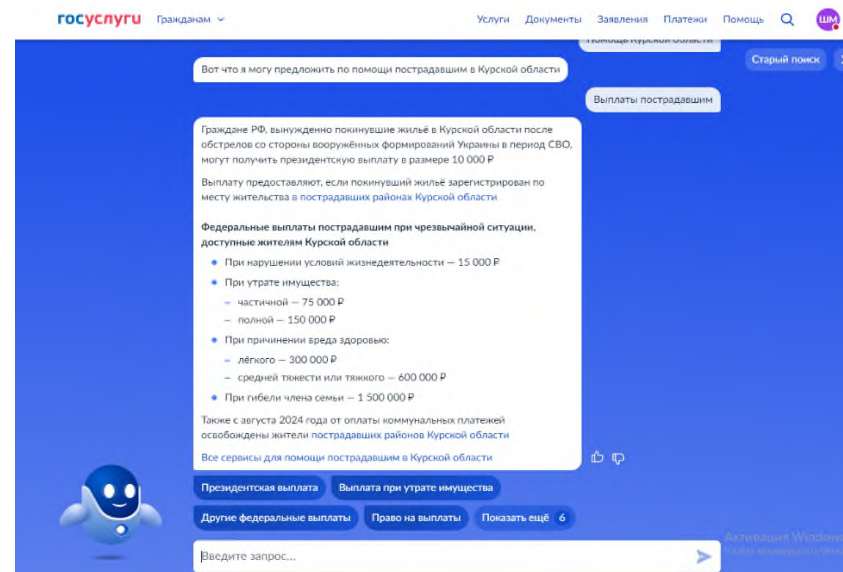 госуслуги Гражданам Услуги Документы Заявления Платежи Помощь ШМ
Помощь Курской области
Старый поиск
Вот что я могу предложить по помощи пострадавшим в Курской области
Выплаты пострадавшим
Граждане РФ, вынужденно покинувшие жильё в Курской области после
обстрелов со стороны вооружённых формирований Украины в период СВО,
могут получить президентскую выплату в размере 10 000 ₽
Выплату предоставляют, если покинувший жильё зарегистрирован по
месту жительства в пострадавших районах Курской области
Федеральные выплаты пострадавшим при чрезвычайной ситуации,
доступные жителям Курской области
• При нарушении условий жизнедеятельности — 15 000 ₽
• При утрате имущества:
– частичной — 75 000 ₽
– полной — 150 000 ₽
• При причинении вреда здоровью:
– лёгкого — 300 000 ₽
– средней тяжести или тяжкого — 600 000 ₽
• При гибели члена семьи — 1 500 000 ₽
Также с августа 2024 года от оплаты коммунальных платежей
освобождены жители пострадавших районов Курской области
Все сервисы для помощи пострадавшим в Курской области
Президентская выплата Выплата при утрате имущества
Другие федеральные выплаты Право на выплаты Показать ещё 6
Активация Windows
Введите запрос...